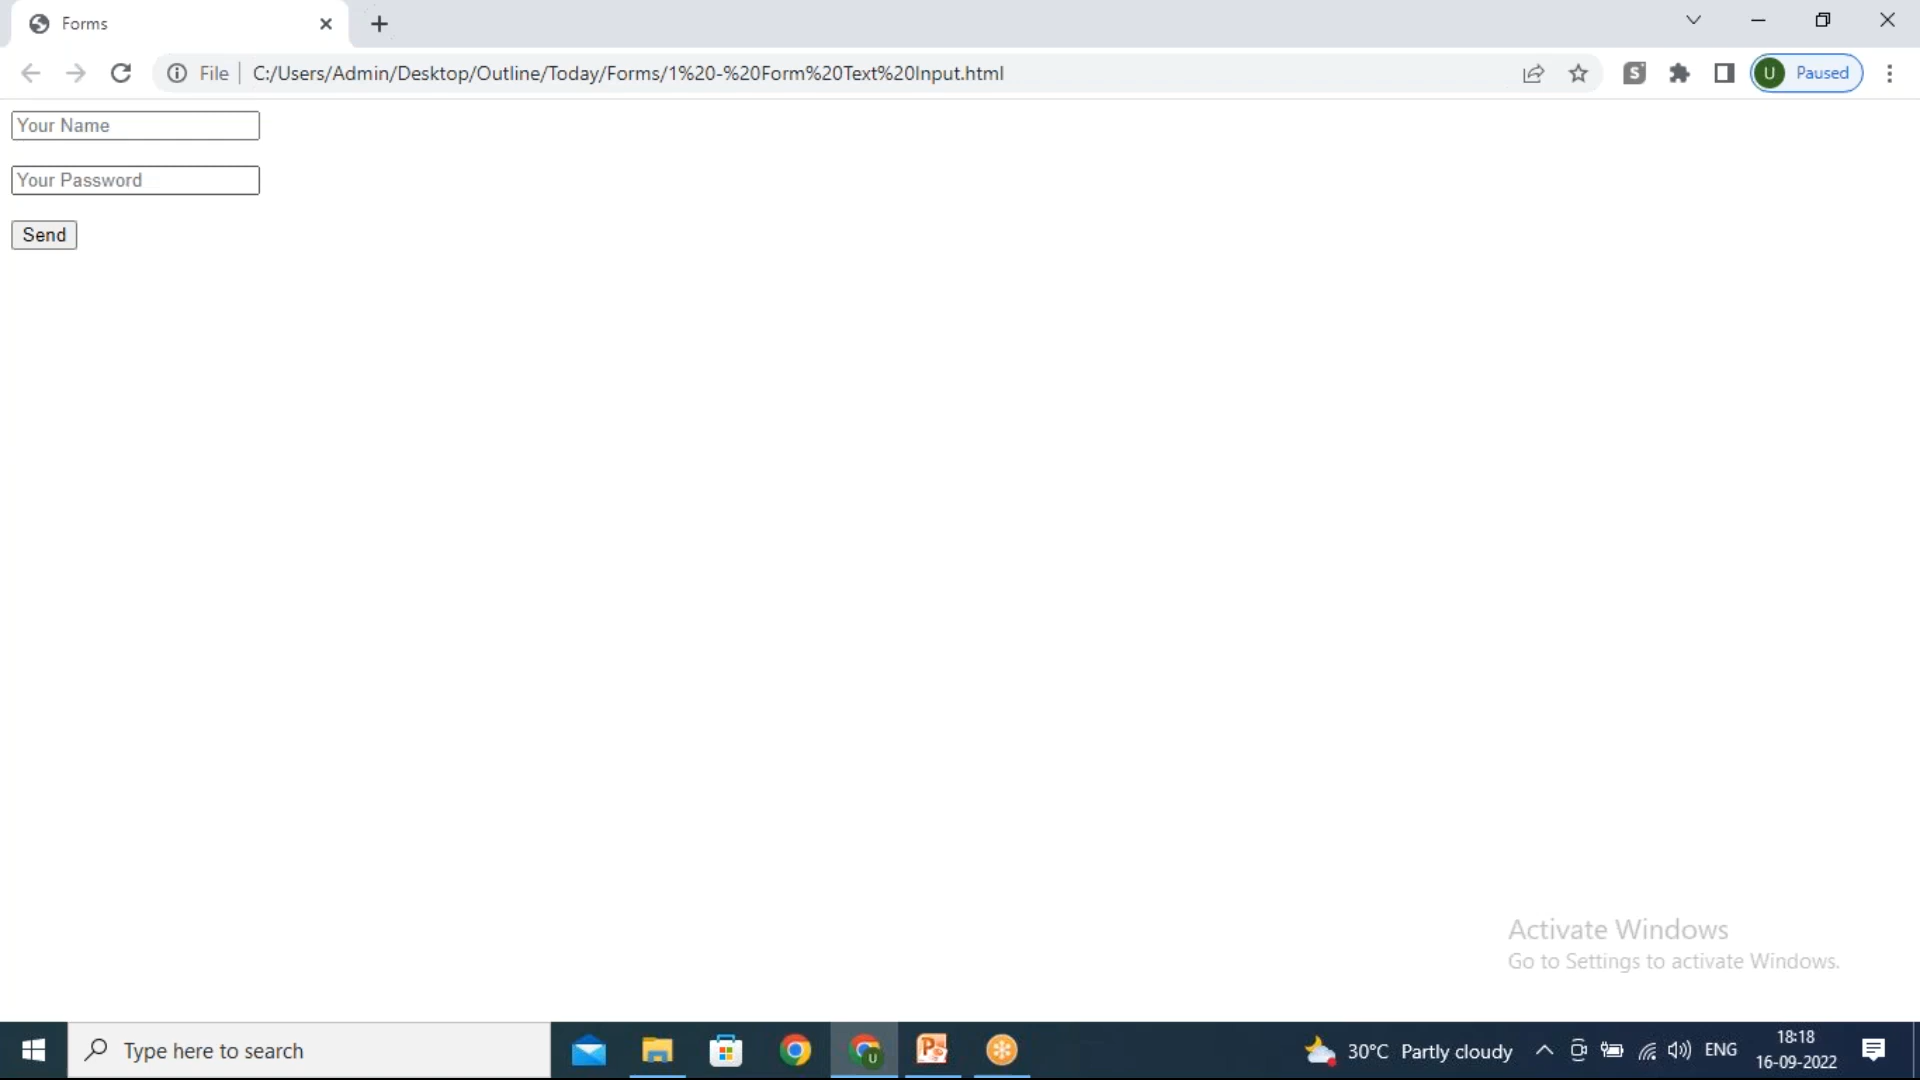 Forms
File
C:/Users/Admin/Desktop/Outline/Today/Forms/1%20-%20Form%20Text%20Input.html
S
U
Paused
Your Name
Your Password
Send
Activate Windows
Go to Settings to activate Windows.
Type here to search
U
P
30°C Partly cloudy
ENG
18:18
16-09-2022